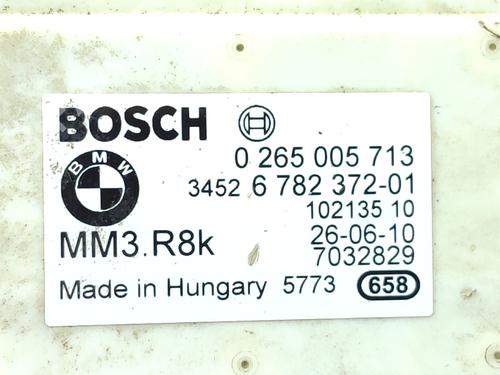 BOSCH
BMW
0 265 005 713
3452 6 782 372-01
102135 10
MM3.R8k 26-06-10
7032829
Made in Hungary 5773 658